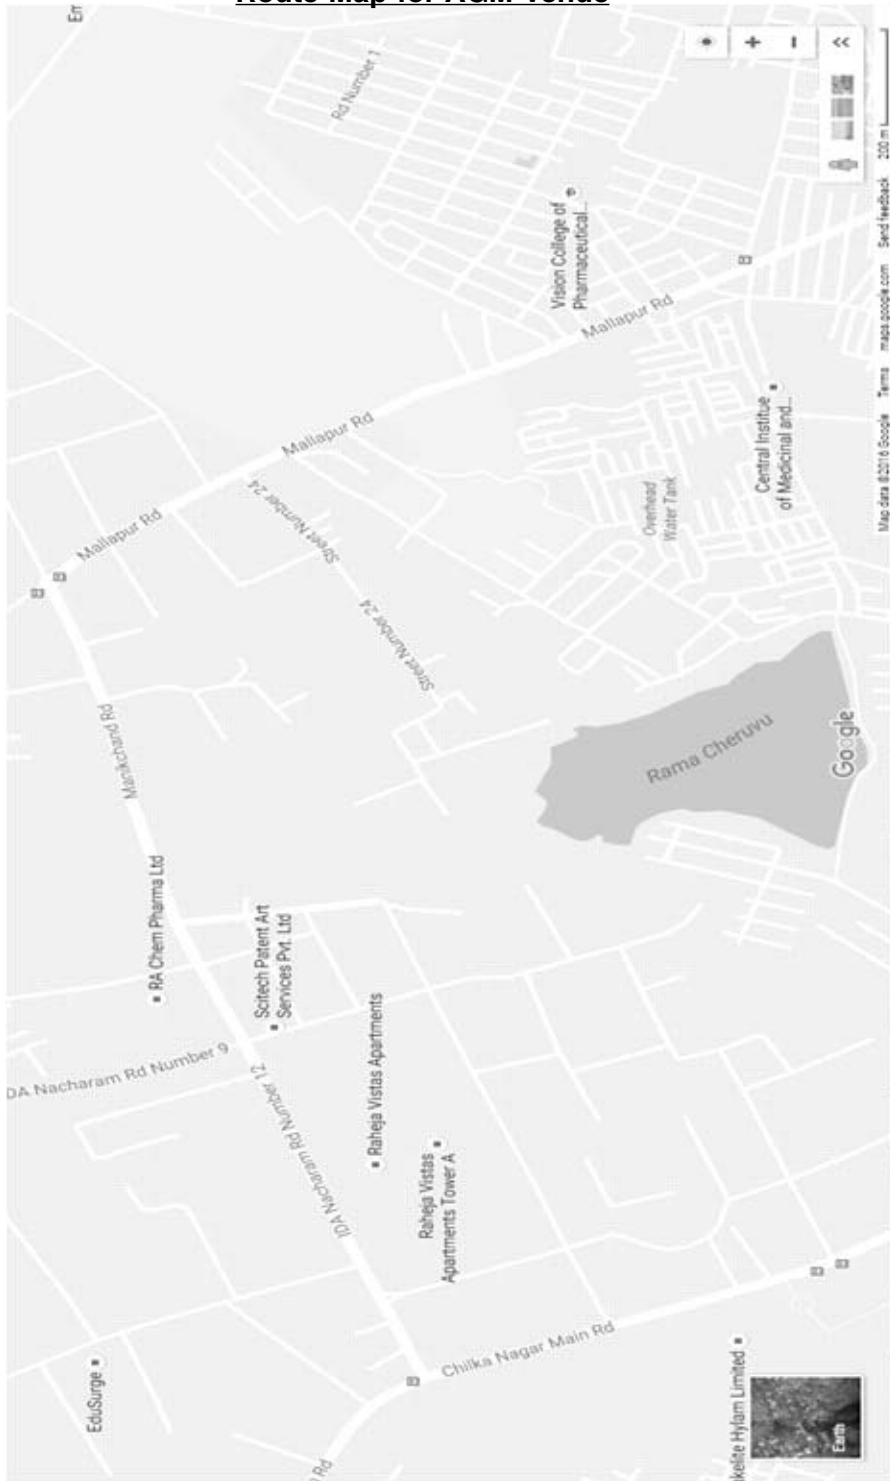 Route Map for AGM Venue
EduSurge
DA Nacharam Rd Number 9
RA Chem Pharma Ltd
Manikchand Rd
Mallapur Rd
Scitech Patent Art
Services Pvt. Ltd
IDA Nacharam Rd Number 12
Raheja Vistas Apartments
Raheja Vistas
Apartments Tower A
Rd
Chilka Nagar Main Rd
Street Number 24
Street Number 24
Mallapur Rd
Rd Number 1
Vision College of
Pharmaceutical...
Mallapur Rd
Overhead
Water Tank
Rama Cheruvu
Central Institue
of Medicinal and...
elite Hylam Limited
Earth
Google
Map data ©2016 Google Terms maps.google.com Send feedback 200 m